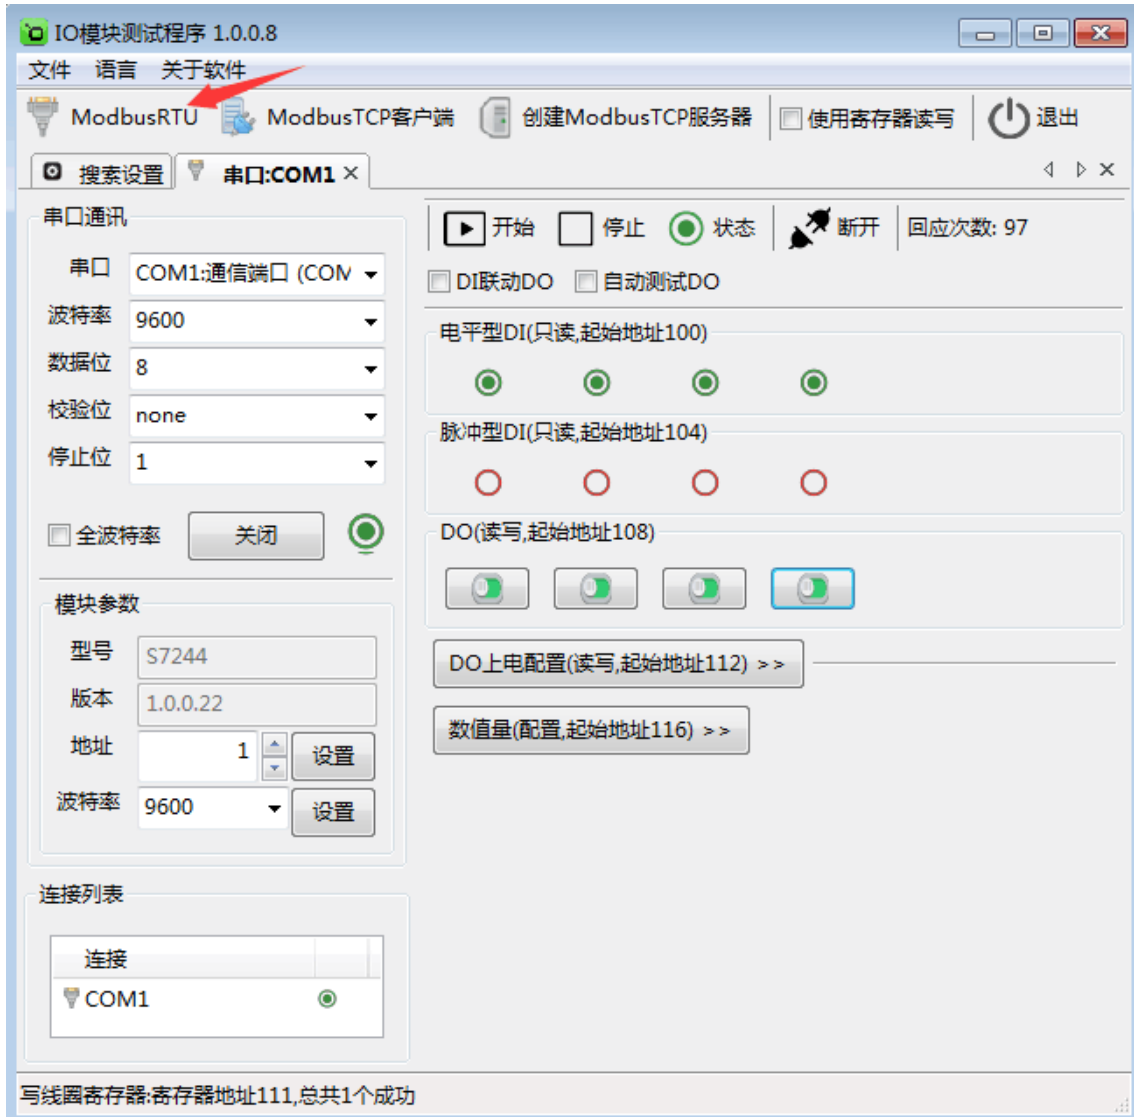 IO模块测试程序 1.0.0.8
文件 语言 关于软件
ModbusRTU ModbusTCP客户端 创建ModbusTCP服务器 使用寄存器读写 退出
搜索设置 串口:COM1
串口通讯
串口 COM1:通信端口 (COM
波特率 9600
数据位 8
校验位 none
停止位 1
全波特率 关闭
模块参数
型号 S7244
版本 1.0.0.22
地址 1 设置
波特率 9600 设置
连接列表
连接
COM1
开始 停止 状态 断开 回应次数: 97
DI联动DO 自动测试DO
电平型DI(只读,起始地址100)
脉冲型DI(只读,起始地址104)
DO(读写,起始地址108)
DO上电配置(读写,起始地址112) >>
数值量(配置,起始地址116) >>
写线圈寄存器:寄存器地址111,总共1个成功